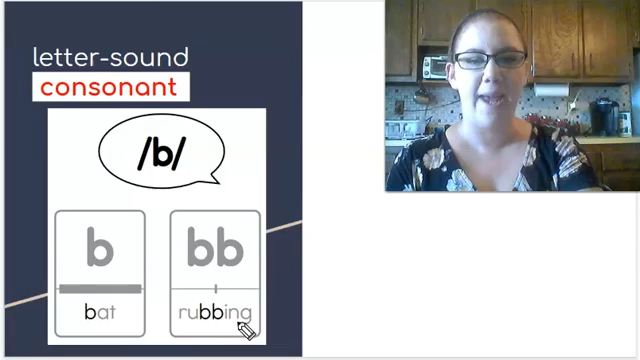 letter-sound
consonant
/b/
b
bb
bat
rubbing